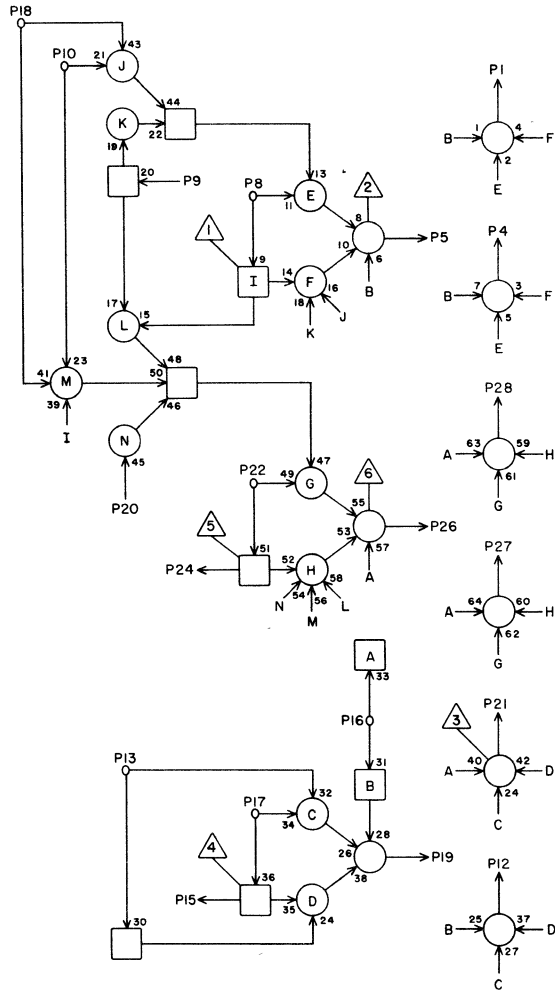 P18
43
P10
21
J
P1
44
K
22
1
4
B
F
19
2
20
P9
P8
13
2
E
11
E
1
8
P4
10
P5
9
6
7
3
I
14
F
16
B
B
F
18
5
J
17
15
K
E
L
48
23
50
P28
41
M
46
39
63
59
N
A
H
I
47
6
61
45
P22
49
G
G
P20
55
5
53
P26
P27
51
57
52
H
P24
58
A
64
60
54
A
H
56
N
L
62
M
G
A
33
P21
3
P16
31
40
42
P13
B
A
D
32
24
P17
C
28
C
34
4
26
P19
36
38
P12
P15
35
D
24
25
37
30
B
D
27
C